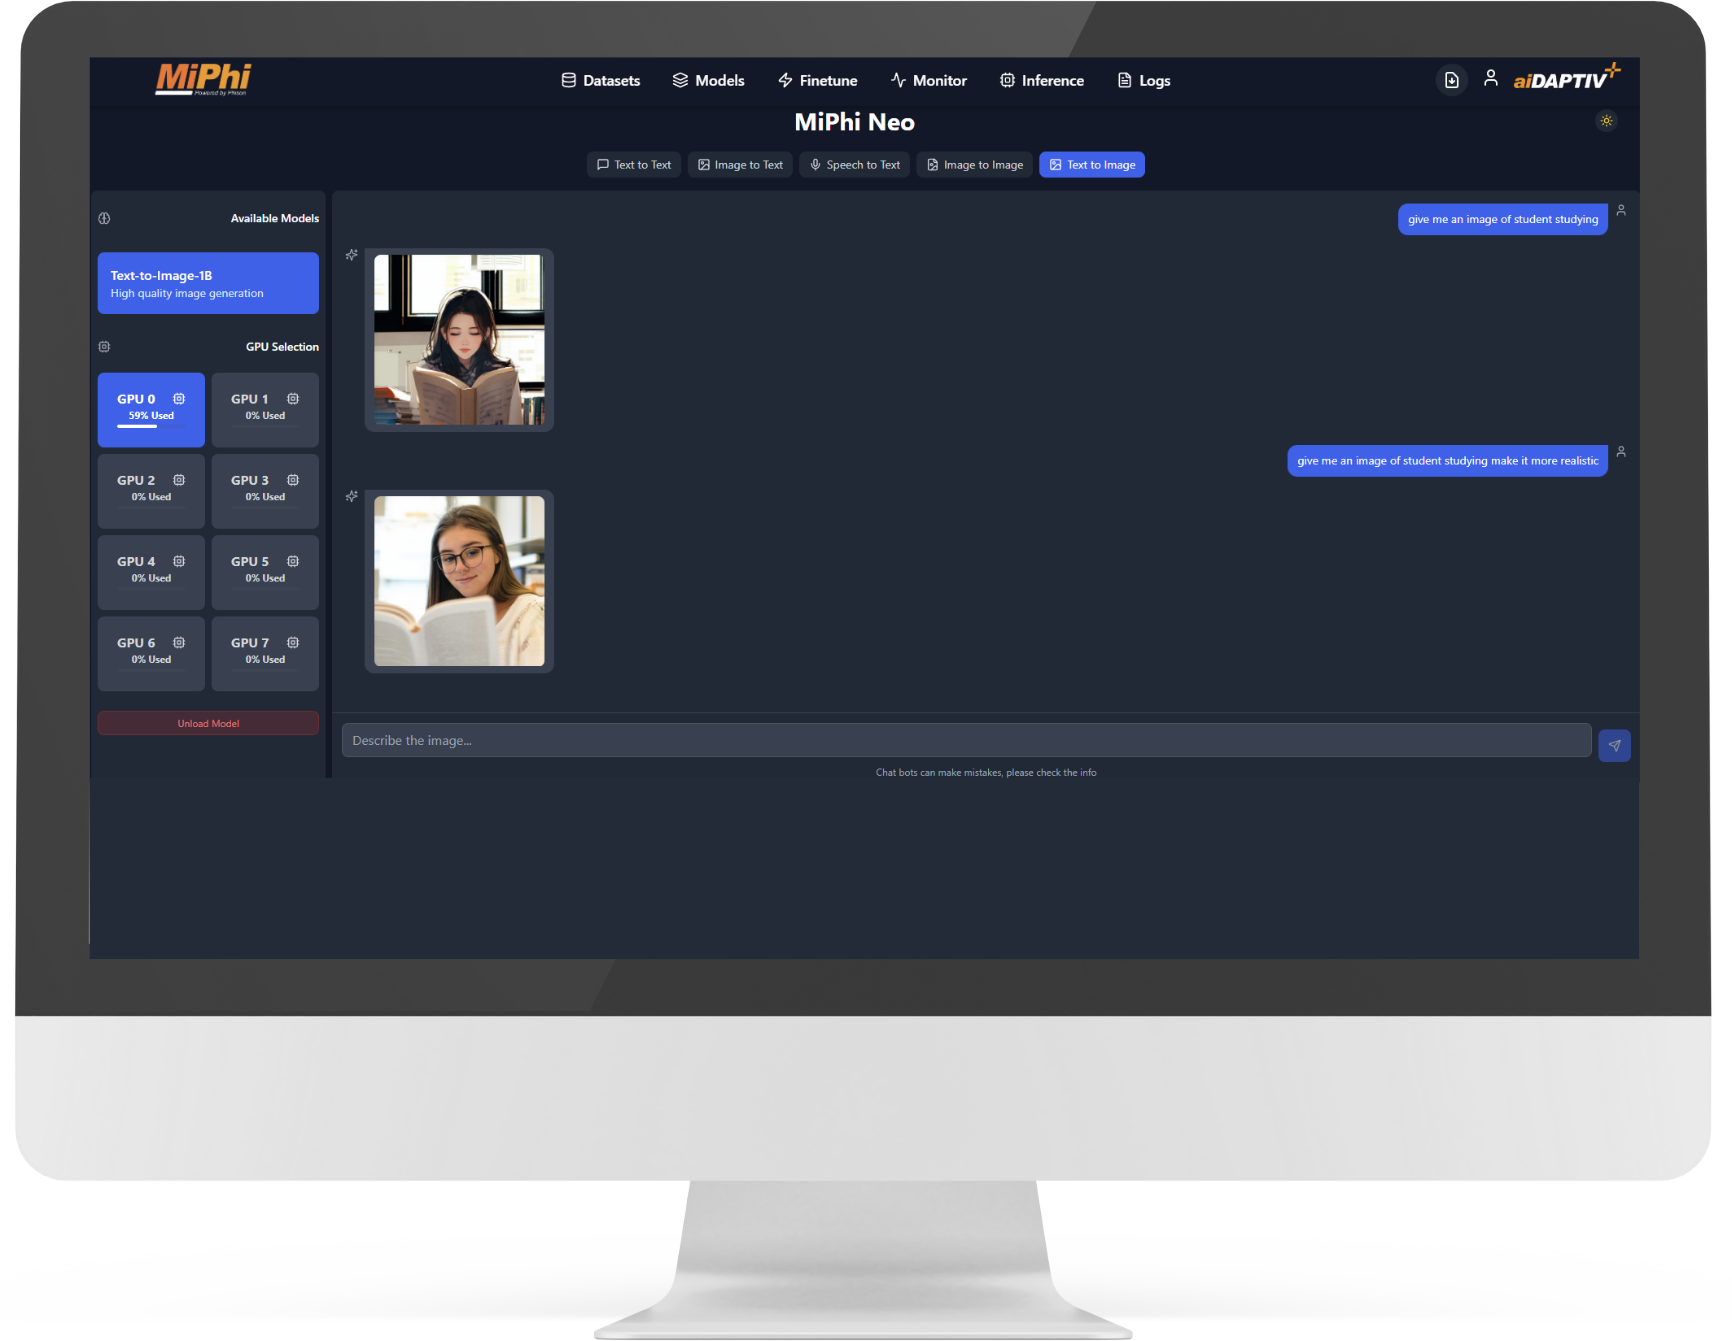 MiPhi
Powered by Phison
Datasets
Models
Finetune
Monitor
Inference
Logs
aiDAPTIV+
MiPhi Neo
Text to Text
Image to Text
Speech to Text
Image to Image
Text to Image
Available Models
Text-to-Image-1B
High quality image generation
GPU Selection
GPU 0
59% Used
GPU 1
0% Used
GPU 2
0% Used
GPU 3
0% Used
GPU 4
0% Used
GPU 5
0% Used
GPU 6
0% Used
GPU 7
0% Used
Unload Model
give me an image of student studying
give me an image of student studying make it more realistic
Describe the image...
Chat bots can make mistakes, please check the info